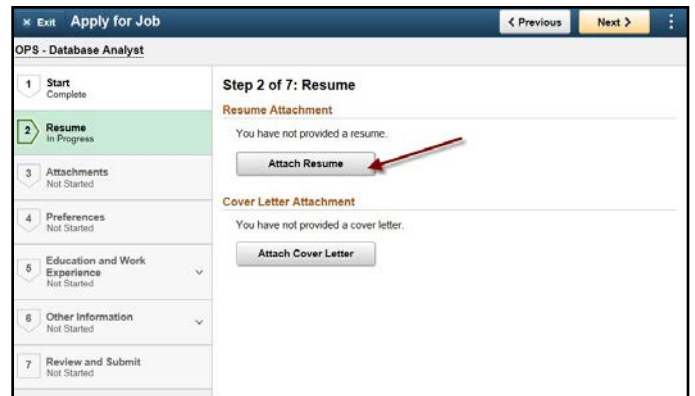 × Exit Apply for Job
< Previous
Next >
OPS - Database Analyst
1 Start
Complete
2 Resume
In Progress
3 Attachments
Not Started
4 Preferences
Not Started
5 Education and Work
Experience
Not Started
6 Other Information
Not Started
7 Review and Submit
Not Started
Step 2 of 7: Resume
Resume Attachment
You have not provided a resume.
Attach Resume
Cover Letter Attachment
You have not provided a cover letter.
Attach Cover Letter